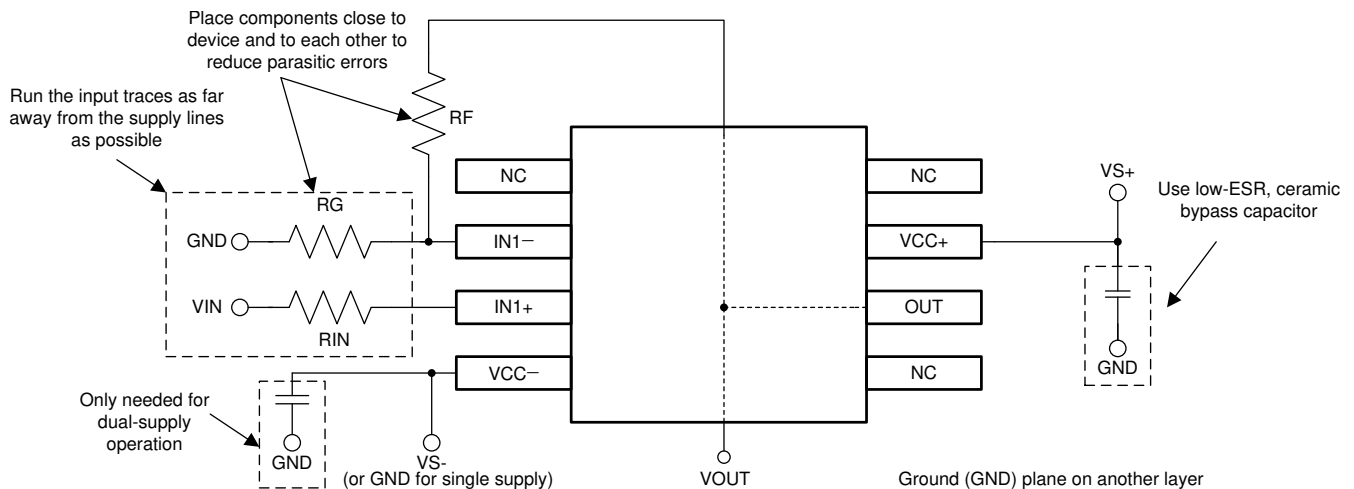 Place components close to
device and to each other to
reduce parasitic errors
Run the input traces as far
away from the supply lines
as possible
RF
NC
NC
VS+
Use low-ESR, ceramic
bypass capacitor
RG
GND
IN1−
VCC+
VIN
IN1+
OUT
RIN
GND
VCC−
NC
Only needed for
dual-supply
operation
GND
VS-
(or GND for single supply)
VOUT
Ground (GND) plane on another layer